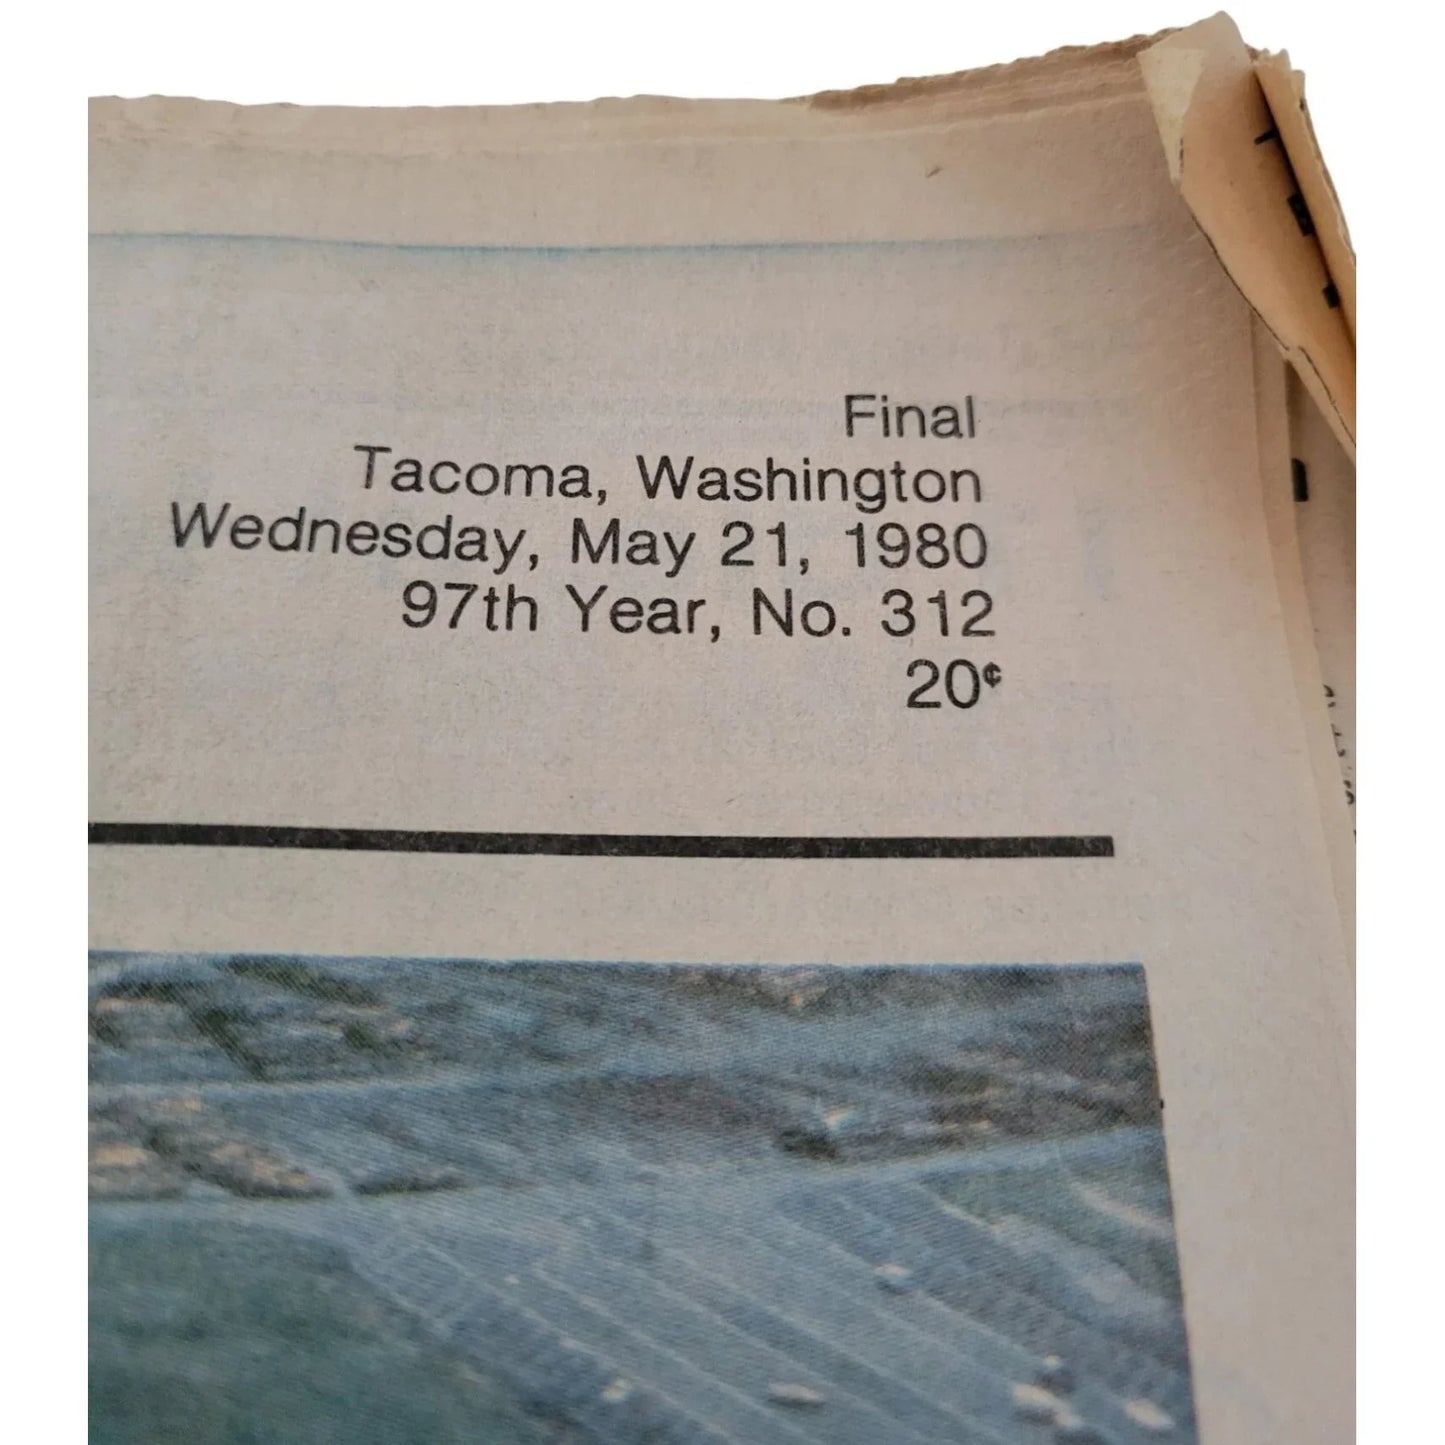 Final
Tacoma, Washington
Wednesday, May 21, 1980
97th Year, No. 312
20¢